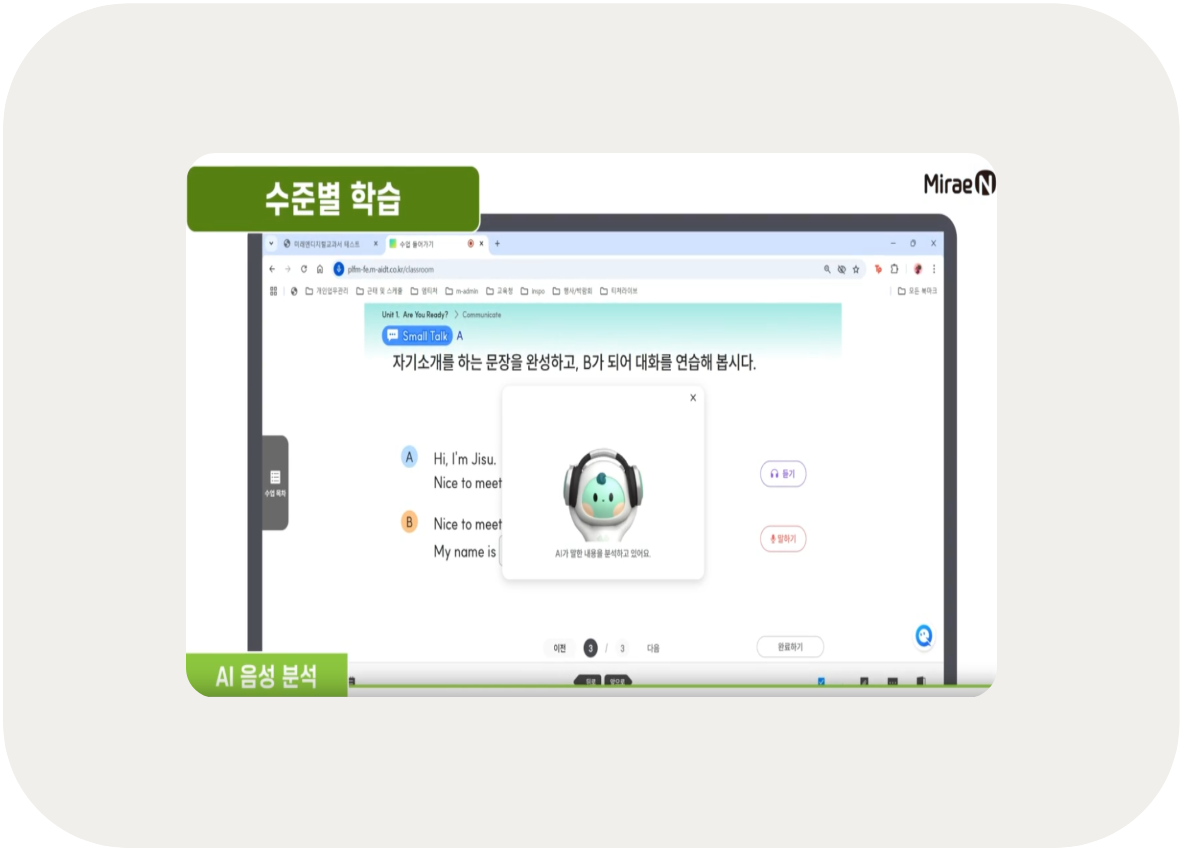 수준별 학습
Mirae N
미래엔디지털교과서 테스트
수업 들어가기
plfm-fe.m-aidt.co.kr/classroom
개인업무관리
근태 및 스케줄
엠티처
m-admin
교육청
inspo
행사/박람회
티처라이브
모든 북마크
Unit 1. Are You Ready? > Communicate
Small Talk A
자기소개를 하는 문장을 완성하고, B가 되어 대화를 연습해 봅시다.
A Hi, I'm Jisu.
Nice to meet
듣기
B Nice to meet
My name is
말하기
AI가 말한 내용을 분석하고 있어요.
수업 목차
이전 3 / 3 다음
완료하기
AI 음성 분석